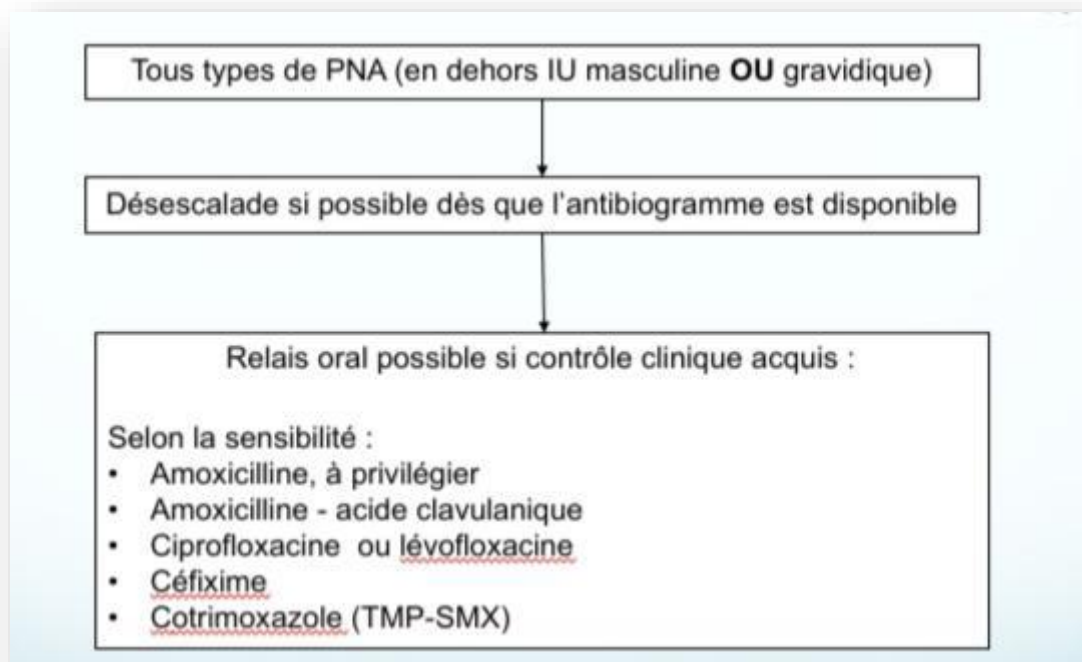 Tous types de PNA (en dehors IU masculine OU gravidique)
Désescalade si possible dès que l'antibiogramme est disponible
Relais oral possible si contrôle clinique acquis :
Selon la sensibilité :
• Amoxicilline, à privilégier
• Amoxicilline - acide clavulanique
• Ciprofloxacine ou lévofloxacine
• Céfixime
• Cotrimoxazole (TMP-SMX)